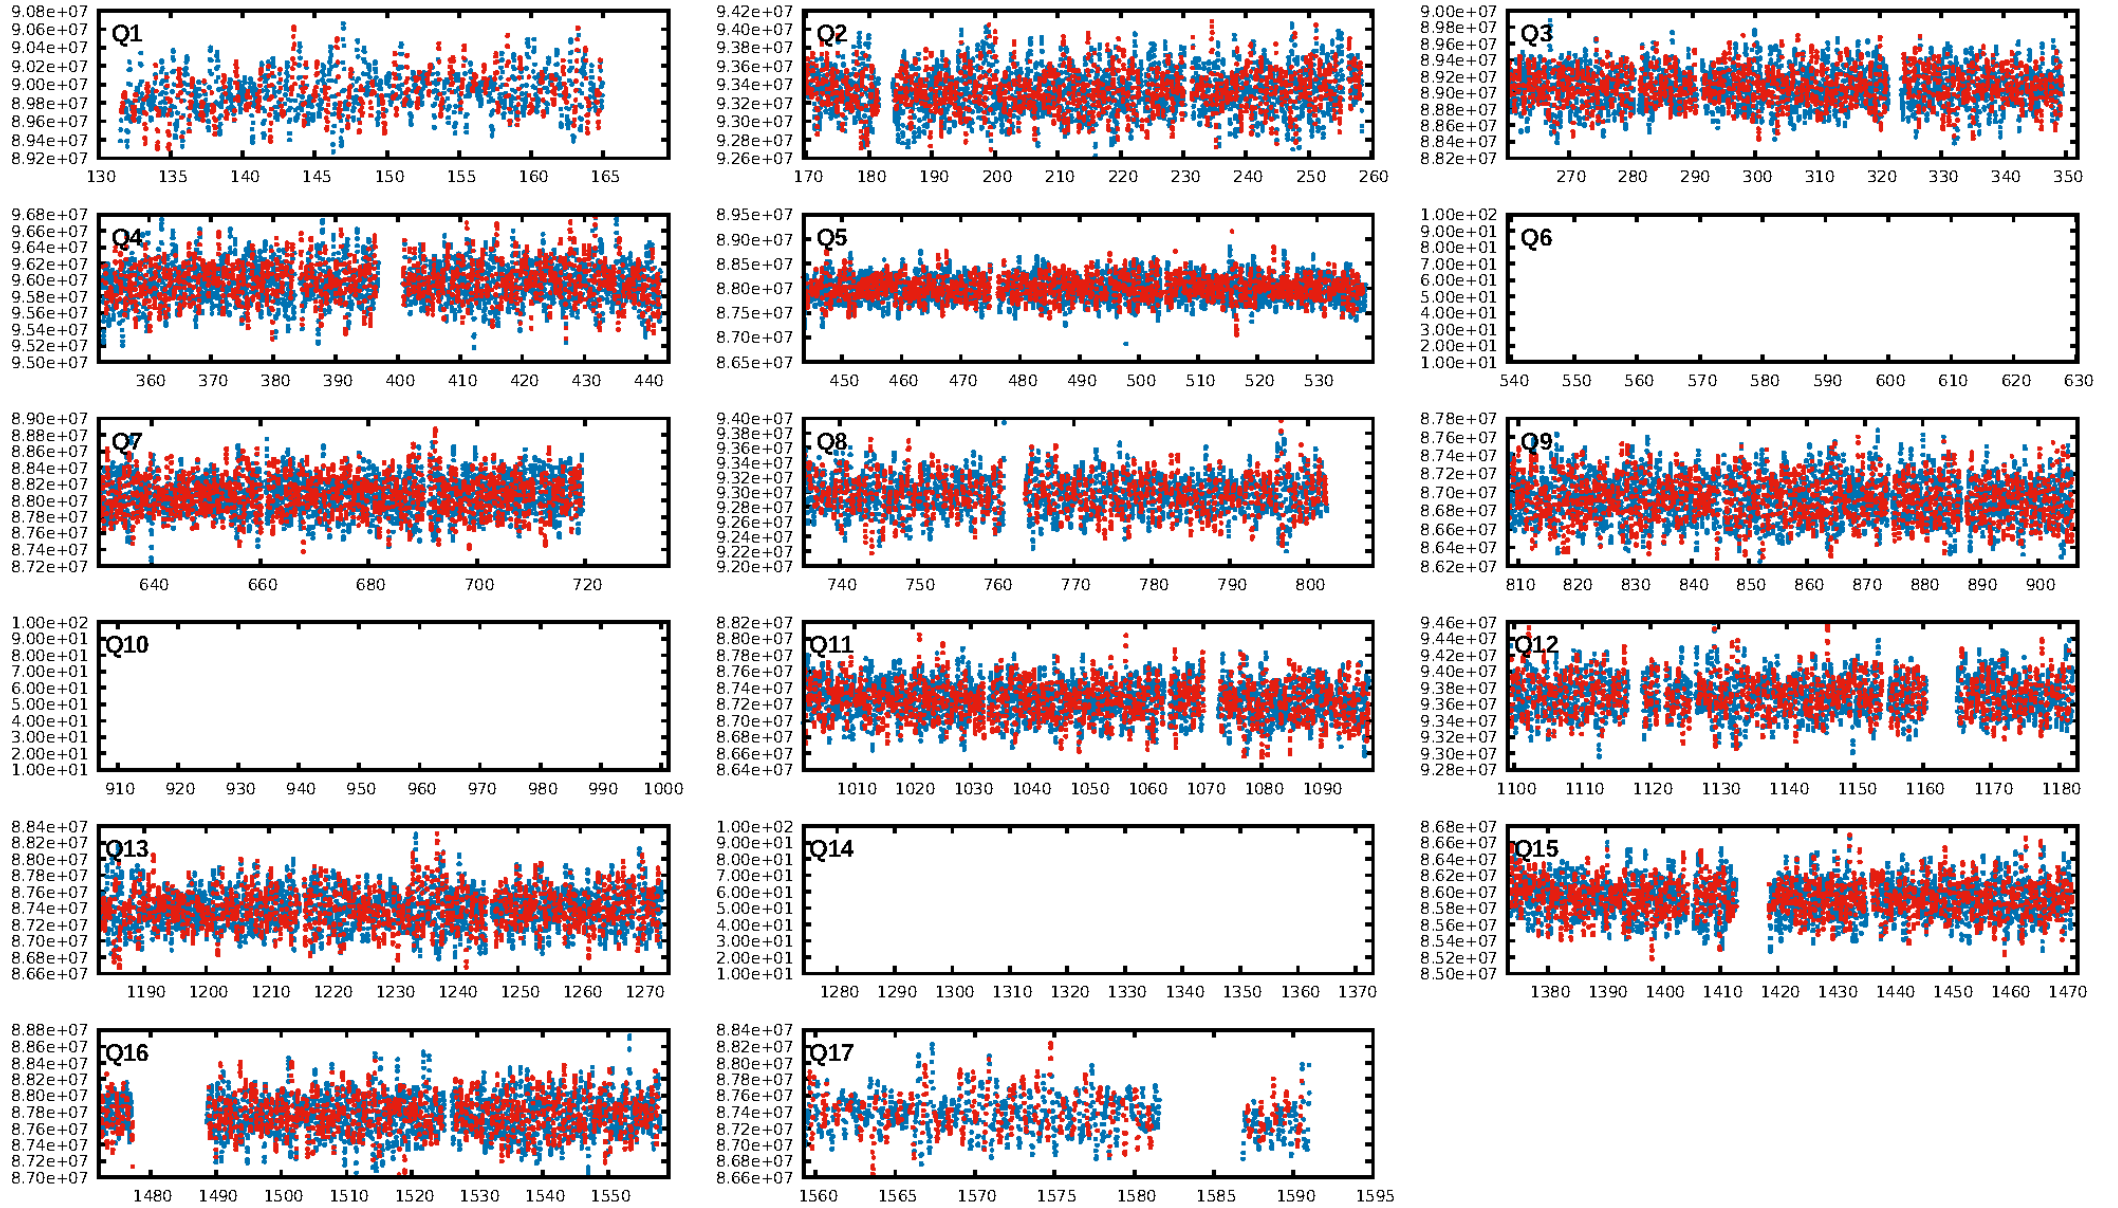 9.08e+07
9.06e+07
Q1
9.04e+07
9.02e+07
9.00e+07
8.98e+07
8.96e+07
8.94e+07
8.92e+07
130 135 140 145 150 155 160 165
9.42e+07
9.40e+07
Q2
9.38e+07
9.36e+07
9.34e+07
9.32e+07
9.30e+07
9.28e+07
9.26e+07
170 180 190 200 210 220 230 240 250 260
9.00e+07
8.98e+07
Q3
8.96e+07
8.94e+07
8.92e+07
8.90e+07
8.88e+07
8.86e+07
8.84e+07
8.82e+07
270 280 290 300 310 320 330 340 350
9.68e+07
9.66e+07
Q4
9.64e+07
9.62e+07
9.60e+07
9.58e+07
9.56e+07
9.54e+07
9.52e+07
9.50e+07
360 370 380 390 400 410 420 430 440
8.95e+07
Q5
8.90e+07
8.85e+07
8.80e+07
8.75e+07
8.70e+07
8.65e+07
450 460 470 480 490 500 510 520 530
1.00e+02
9.00e+01
Q6
8.00e+01
7.00e+01
6.00e+01
5.00e+01
4.00e+01
3.00e+01
2.00e+01
1.00e+01
540 550 560 570 580 590 600 610 620 630
8.90e+07
8.88e+07
Q7
8.86e+07
8.84e+07
8.82e+07
8.80e+07
8.78e+07
8.76e+07
8.74e+07
8.72e+07
640 660 680 700 720
9.40e+07
9.38e+07
Q8
9.36e+07
9.34e+07
9.32e+07
9.30e+07
9.28e+07
9.26e+07
9.24e+07
9.22e+07
9.20e+07
740 750 760 770 780 790 800
8.78e+07
8.76e+07
Q9
8.74e+07
8.72e+07
8.70e+07
8.68e+07
8.66e+07
8.64e+07
8.62e+07
810 820 830 840 850 860 870 880 890 900
1.00e+02
9.00e+01
Q10
8.00e+01
7.00e+01
6.00e+01
5.00e+01
4.00e+01
3.00e+01
2.00e+01
1.00e+01
910 920 930 940 950 960 970 980 990 1000
8.82e+07
8.80e+07
Q11
8.78e+07
8.76e+07
8.74e+07
8.72e+07
8.70e+07
8.68e+07
8.66e+07
8.64e+07
1010 1020 1030 1040 1050 1060 1070 1080 1090
9.46e+07
9.44e+07
Q12
9.42e+07
9.40e+07
9.38e+07
9.36e+07
9.34e+07
9.32e+07
9.30e+07
9.28e+07
1100 1110 1120 1130 1140 1150 1160 1170 1180
8.84e+07
8.82e+07
Q13
8.80e+07
8.78e+07
8.76e+07
8.74e+07
8.72e+07
8.70e+07
8.68e+07
8.66e+07
1190 1200 1210 1220 1230 1240 1250 1260 1270
1.00e+02
9.00e+01
Q14
8.00e+01
7.00e+01
6.00e+01
5.00e+01
4.00e+01
3.00e+01
2.00e+01
1.00e+01
1280 1290 1300 1310 1320 1330 1340 1350 1360 1370
8.68e+07
8.66e+07
Q15
8.64e+07
8.62e+07
8.60e+07
8.58e+07
8.56e+07
8.54e+07
8.52e+07
8.50e+07
1380 1390 1400 1410 1420 1430 1440 1450 1460 1470
8.88e+07
8.86e+07
Q16
8.84e+07
8.82e+07
8.80e+07
8.78e+07
8.76e+07
8.74e+07
8.72e+07
8.70e+07
1480 1490 1500 1510 1520 1530 1540 1550
8.84e+07
8.82e+07
Q17
8.80e+07
8.78e+07
8.76e+07
8.74e+07
8.72e+07
8.70e+07
8.68e+07
8.66e+07
1560 1565 1570 1575 1580 1585 1590 1595